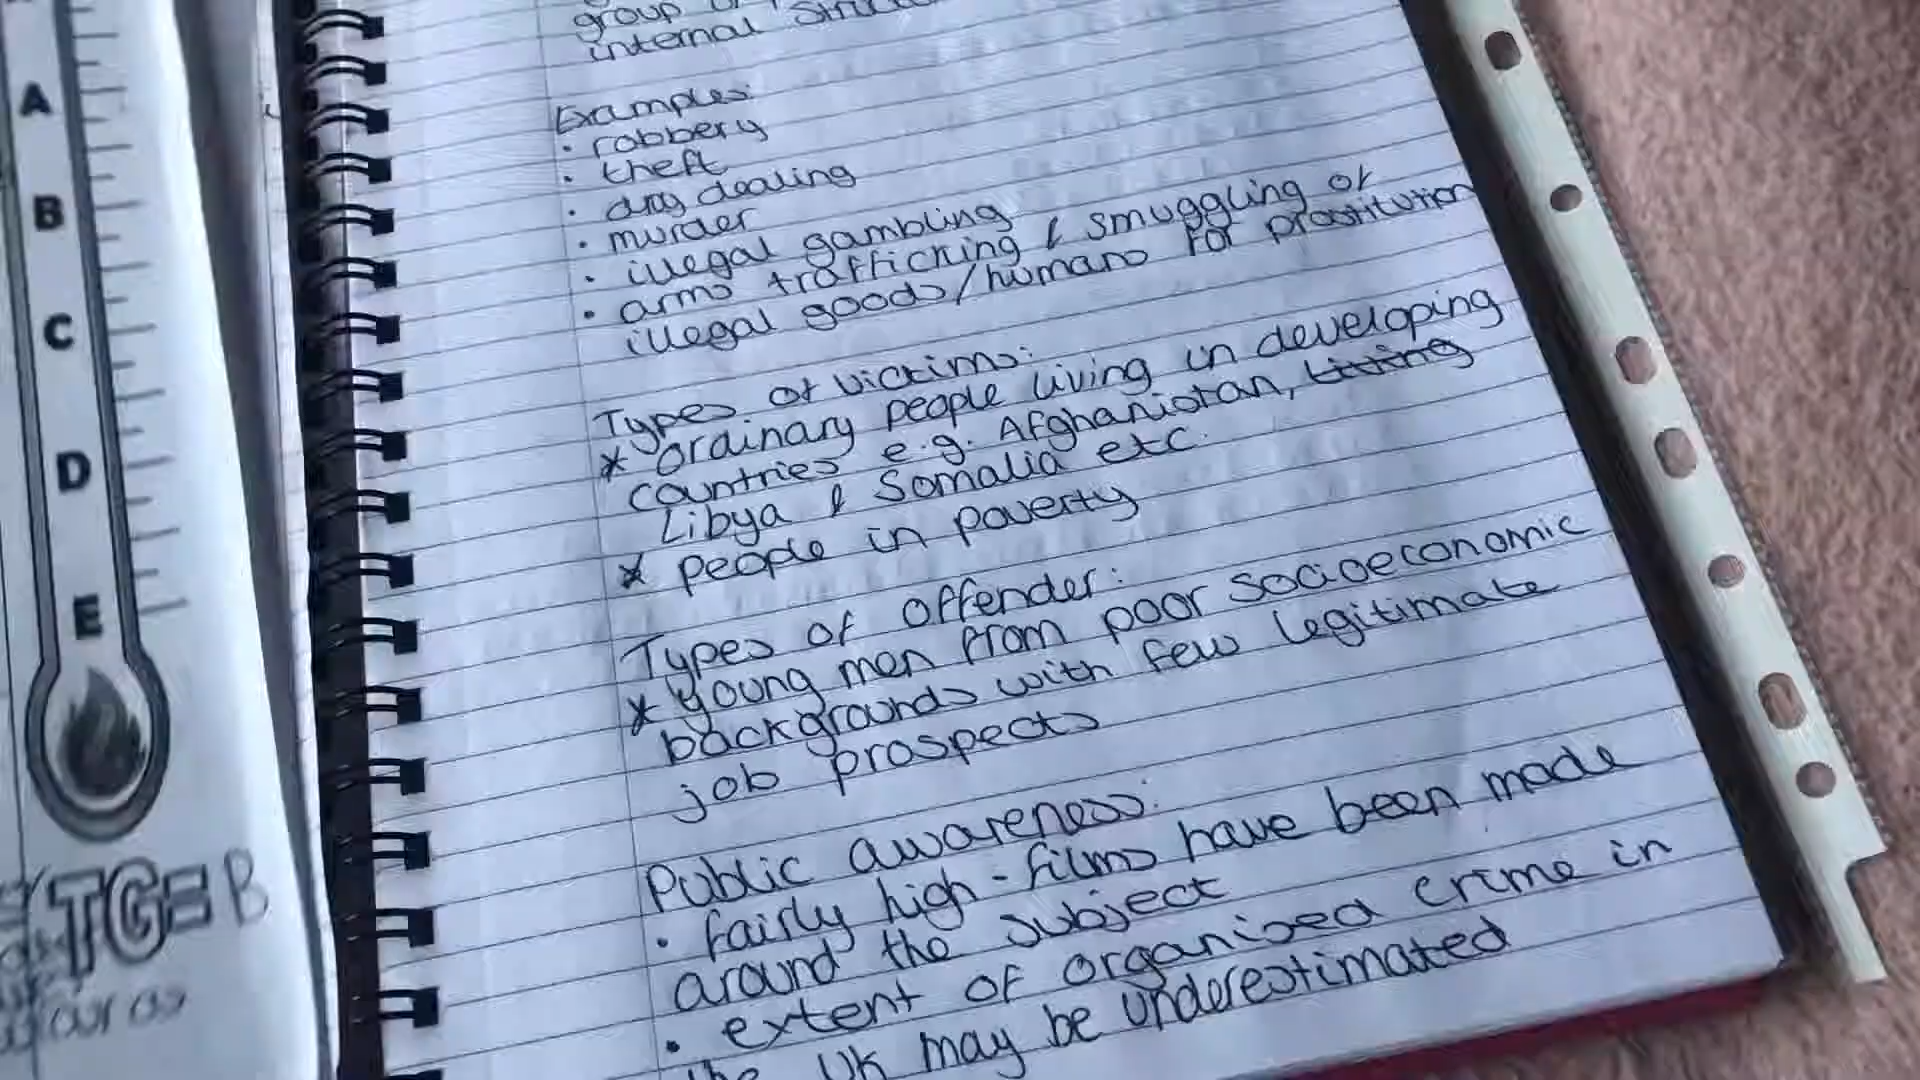 A
B
C
D
E
TG= B
group
internal
Examples:
• robbery
• theft
• drug dealing
• murder
• illegal gambling
• arms trafficking & smuggling of
illegal goods/humans for prostitution
Types of victims:
* ordinary people living in developing
countries e.g. Afghanistan,
Libya & Somalia etc.
* people in poverty
Types of offender:
* young men from poor socioeconomic
backgrounds with few legitimate
job prospects
Public awareness:
• fairly high - films have been made
around the subject
• extent of organised crime in
the UK may be underestimated